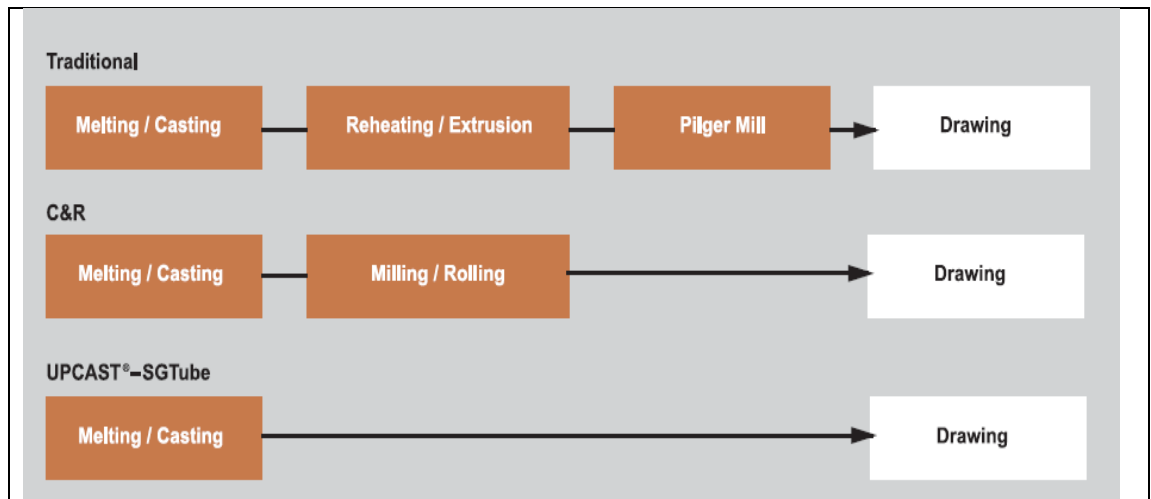 Traditional
Melting / Casting
Reheating / Extrusion
Pilger Mill
Drawing
C&R
Melting / Casting
Milling / Rolling
Drawing
UPCAST®–SGTube
Melting / Casting
Drawing